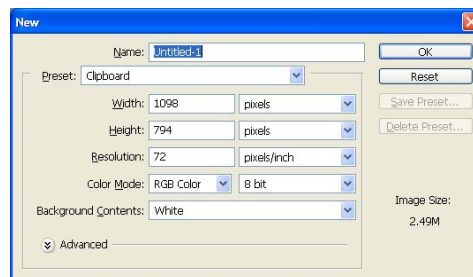 New
Name: Untitled-1
OK
Preset: Clipboard
Reset
Width: 1098 pixels
Save Preset...
Height: 794 pixels
Delete Preset...
Resolution: 72 pixels/inch
Color Mode: RGB Color 8 bit
Image Size:
Background Contents: White
2.49M
Advanced